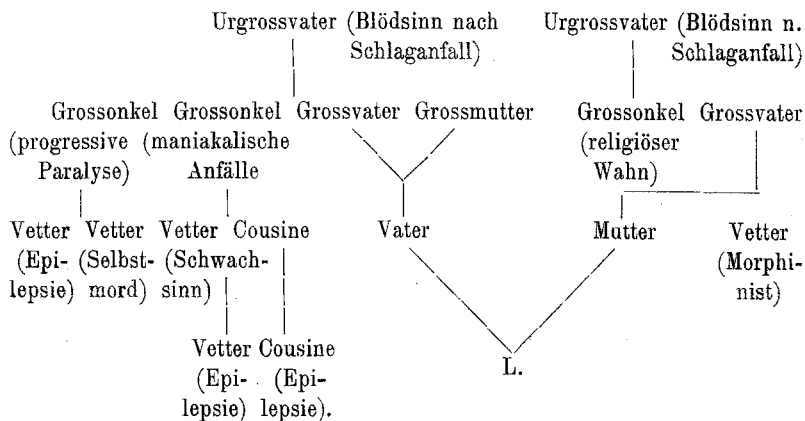 Urgrossvater (Blödsinn nach Urgrossvater (Blödsinn n.
Schlaganfall) Schlaganfall)
Grossonkel Grossonkel Grossvater Grossmutter Grossonkel Grossvater
(progressive (maniakalische (religiöser
Paralyse) Anfälle Wahn)
Vetter Vetter Vetter Cousine Vater Mutter Vetter
(Epi- (Selbst- (Schwach- (Morphi-
lepsie) mord) sinn) nist)
Vetter Cousine L.
(Epi- (Epi-
lepsie) lepsie).